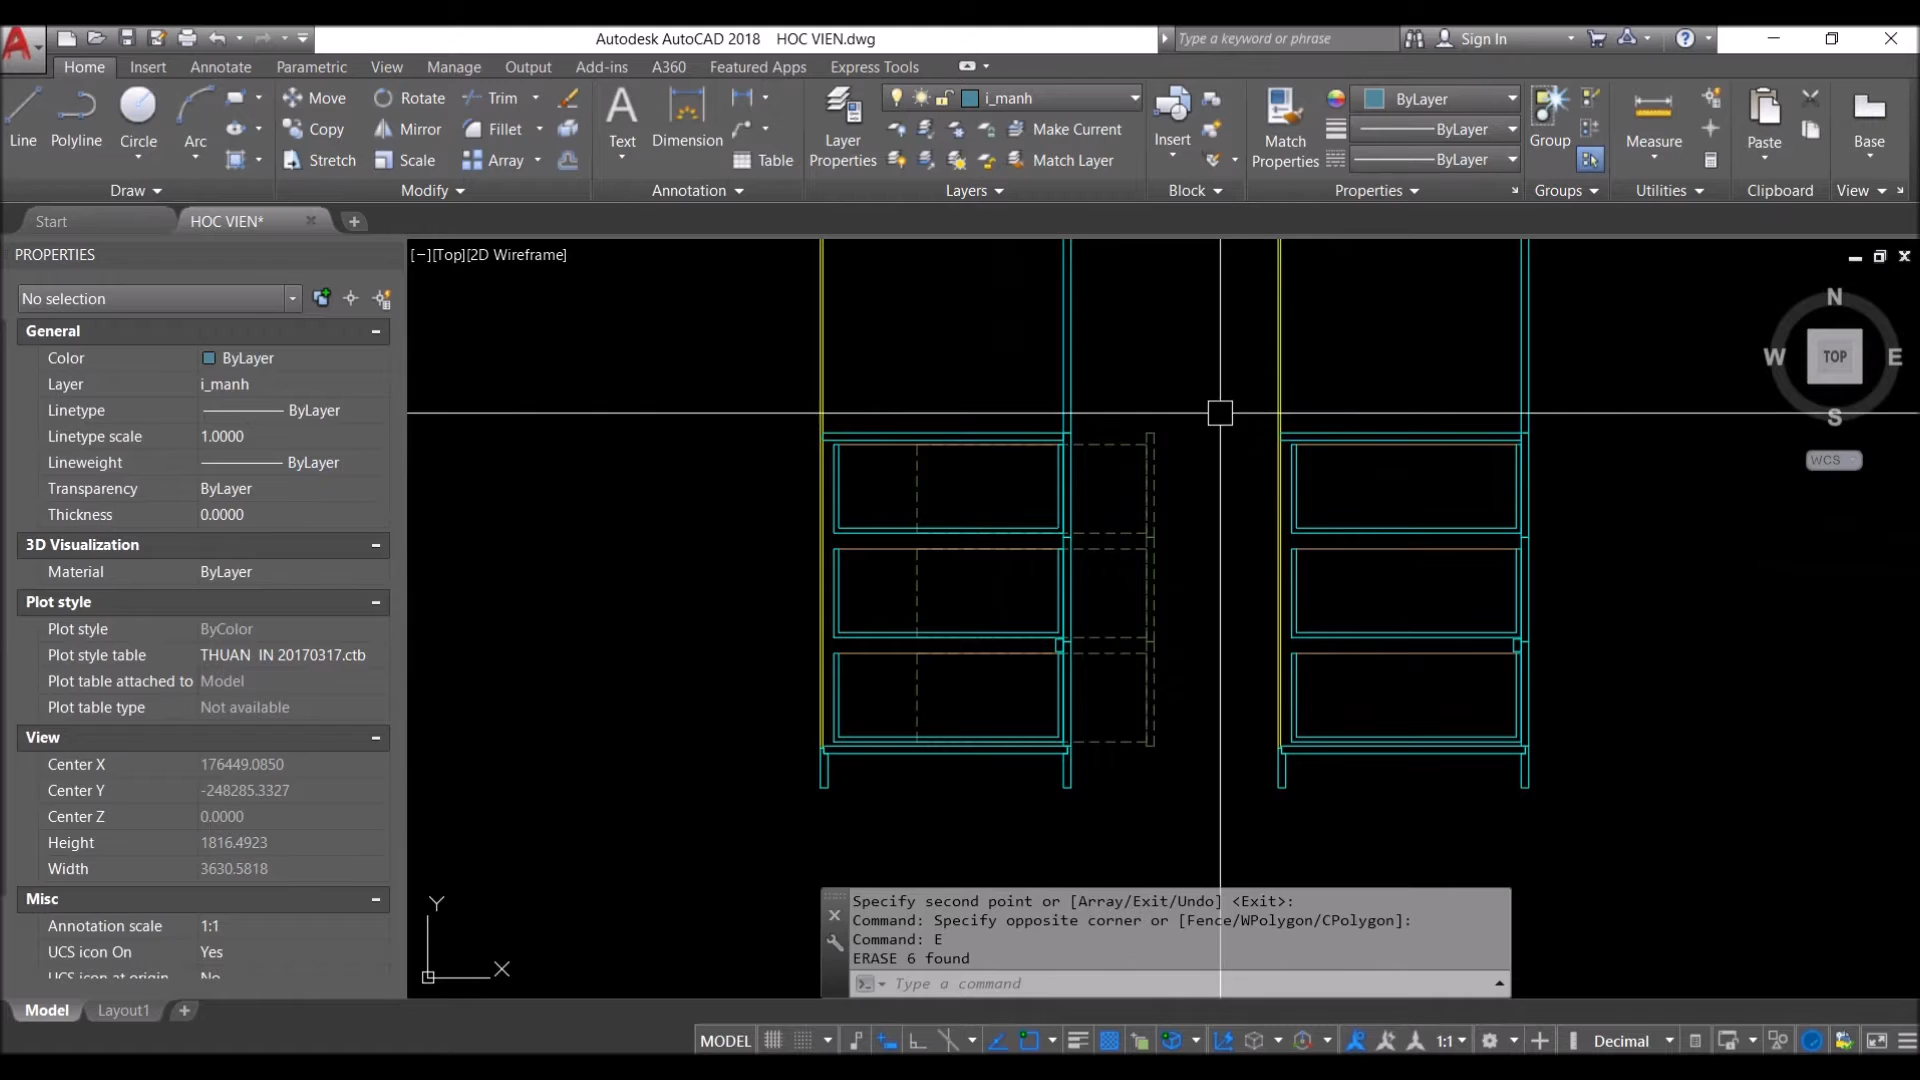 Autodesk AutoCAD 2018 HOC VIEN.dwg
Type a keyword or phrase
Sign In
Home Insert Annotate Parametric View Manage Output Add-ins A360 Featured Apps Express Tools
Line Polyline Circle Arc
Move Rotate Trim
Copy Mirror Fillet
Stretch Scale Array
Text Dimension Table
Layer Properties
i_manh
Make Current
Match Layer
Insert
Match Properties
ByLayer
ByLayer
ByLayer
Group Measure Paste Base
Draw Modify Annotation Layers Block Properties Groups Utilities Clipboard View
Start HOC VIEN*
PROPERTIES
[−][Top][2D Wireframe]
No selection
General
Color ByLayer
Layer i_manh
Linetype ByLayer
Linetype scale 1.0000
Lineweight ByLayer
Transparency ByLayer
Thickness 0.0000
3D Visualization
Material ByLayer
Plot style
Plot style ByColor
Plot style table THUAN IN 20170317.ctb
Plot table attached to Model
Plot table type Not available
View
Center X 176449.0850
Center Y -248285.3327
Center Z 0.0000
Height 1816.4923
Width 3630.5818
Misc
Annotation scale 1:1
UCS icon On Yes
UCS icon at origin No
N
W TOP E
S
WCS
Y
X
Specify second point or [Array/Exit/Undo] <Exit>:
Command: Specify opposite corner or [Fence/WPolygon/CPolygon]:
Command: E
ERASE 6 found
Type a command
Model Layout1
MODEL 1:1 Decimal